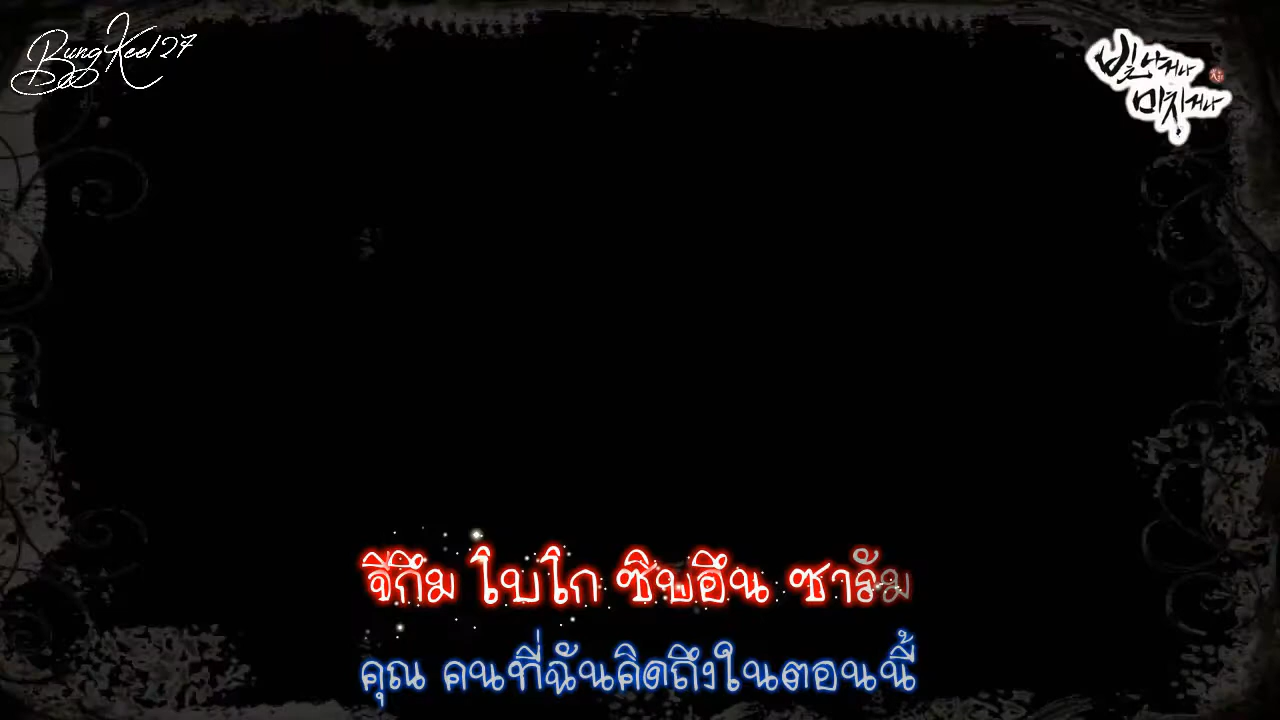 BungKeel27
빛나거나
미치거나
จีกึม โบโก ซิบอึน ซารัม
คุณ คนที่ฉันคิดถึงในตอนนี้